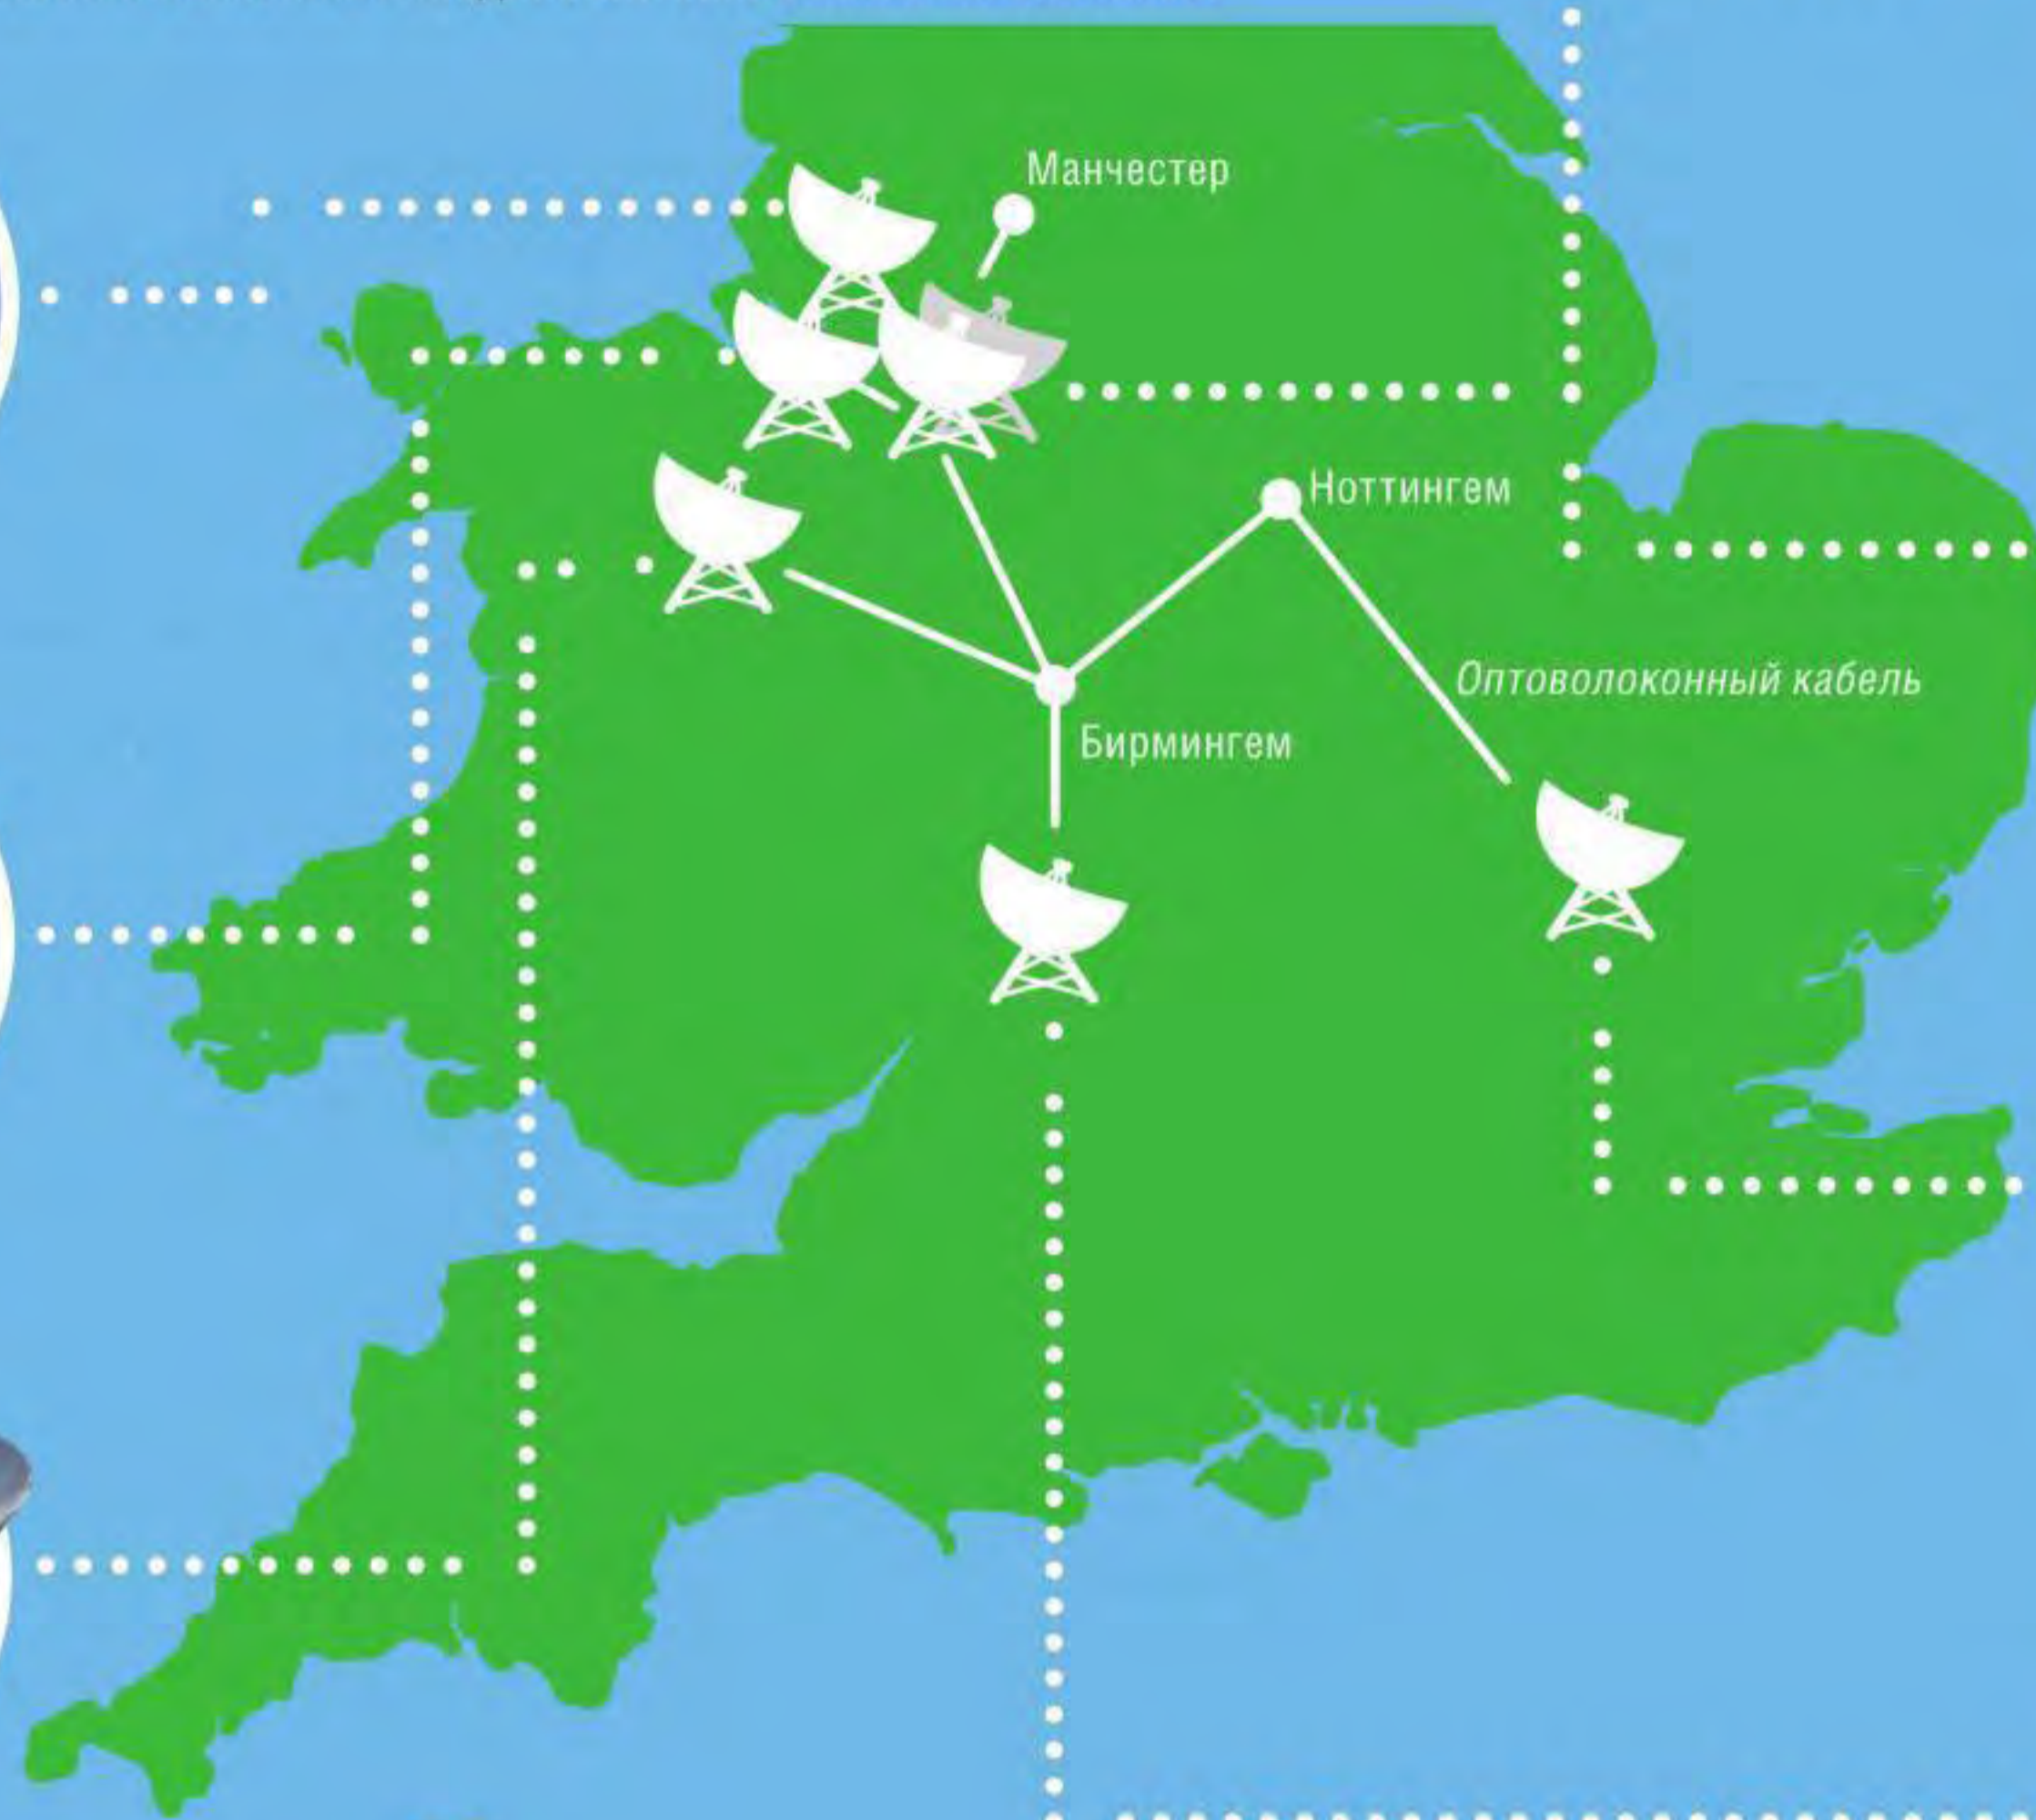 Манчестер
Ноттингем
Оптоволоконный кабель
Бирмингем